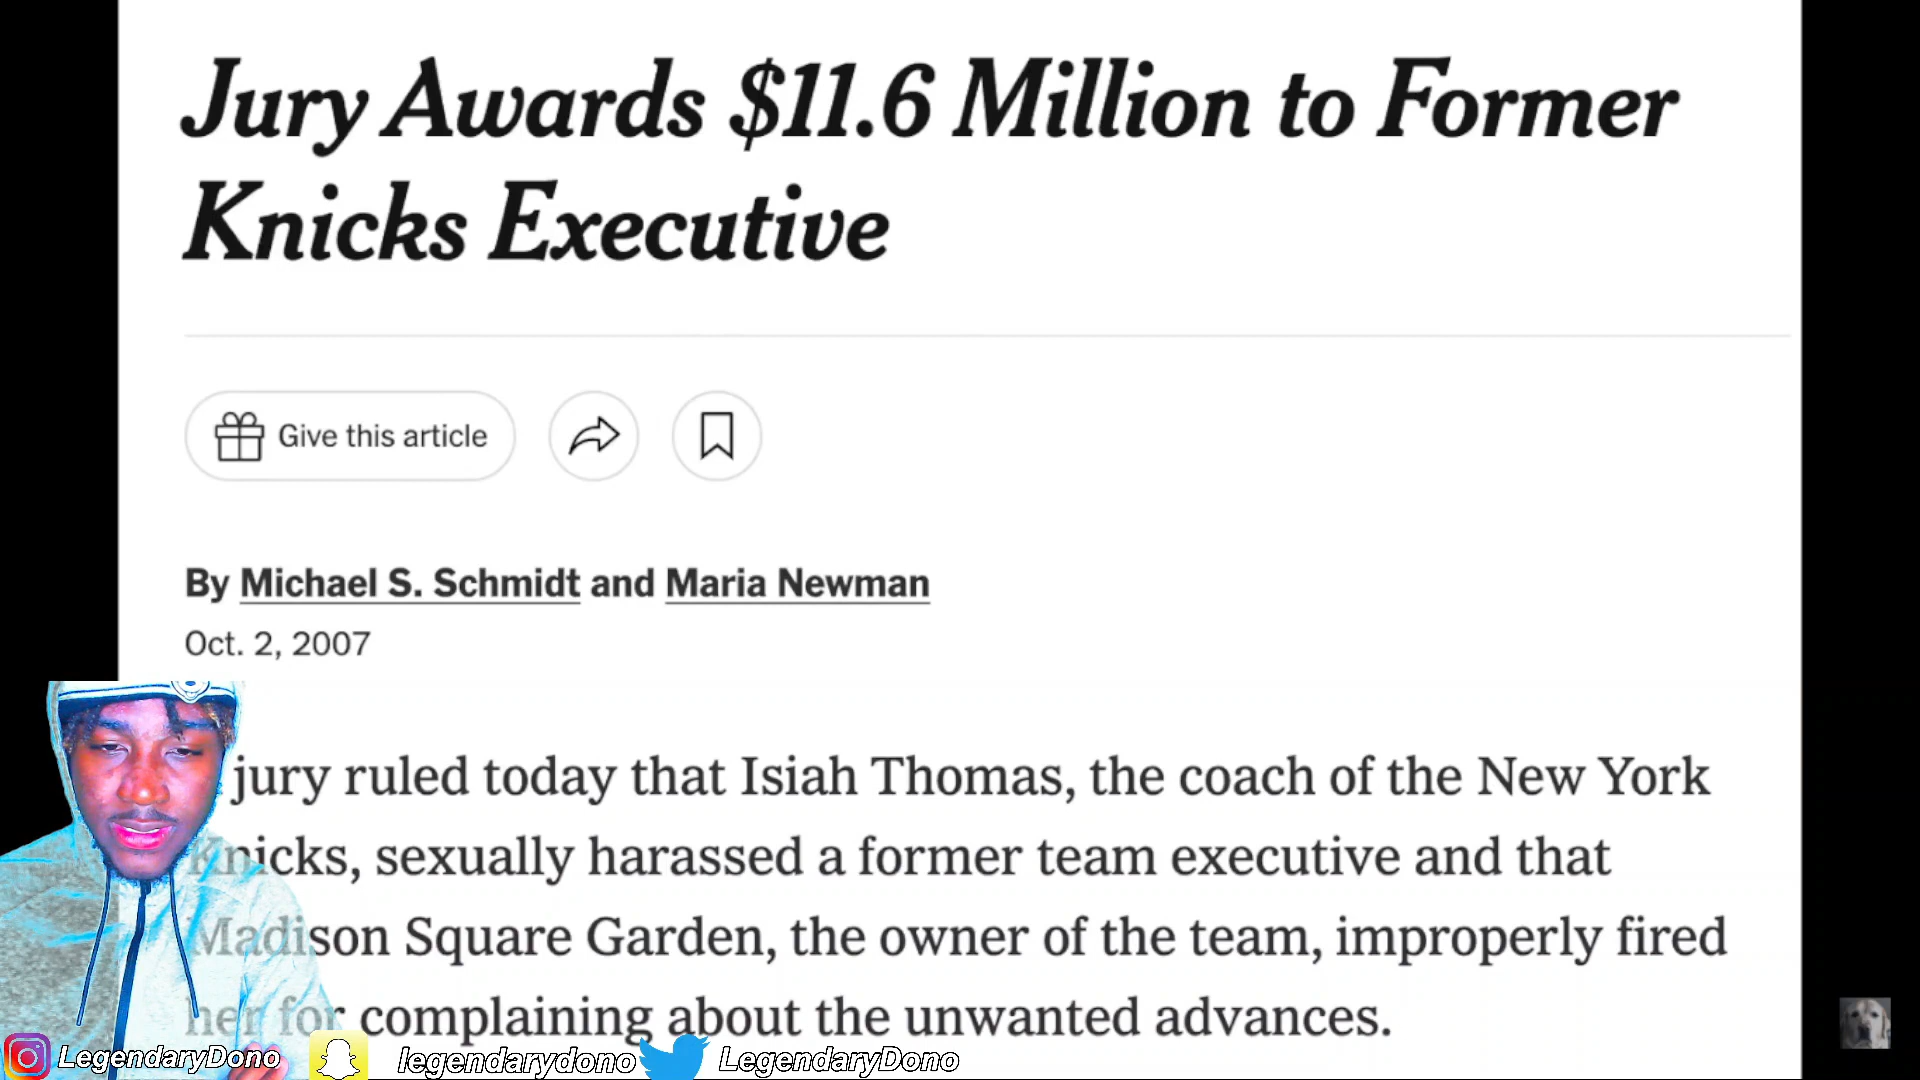 Jury Awards $11.6 Million to Former
Knicks Executive
Give this article
By Michael S. Schmidt and Maria Newman
Oct. 2, 2007
jury ruled today that Isiah Thomas, the coach of the New York
Knicks, sexually harassed a former team executive and that
Madison Square Garden, the owner of the team, improperly fired
her for complaining about the unwanted advances.
LegendaryDono legendarydono LegendaryDono